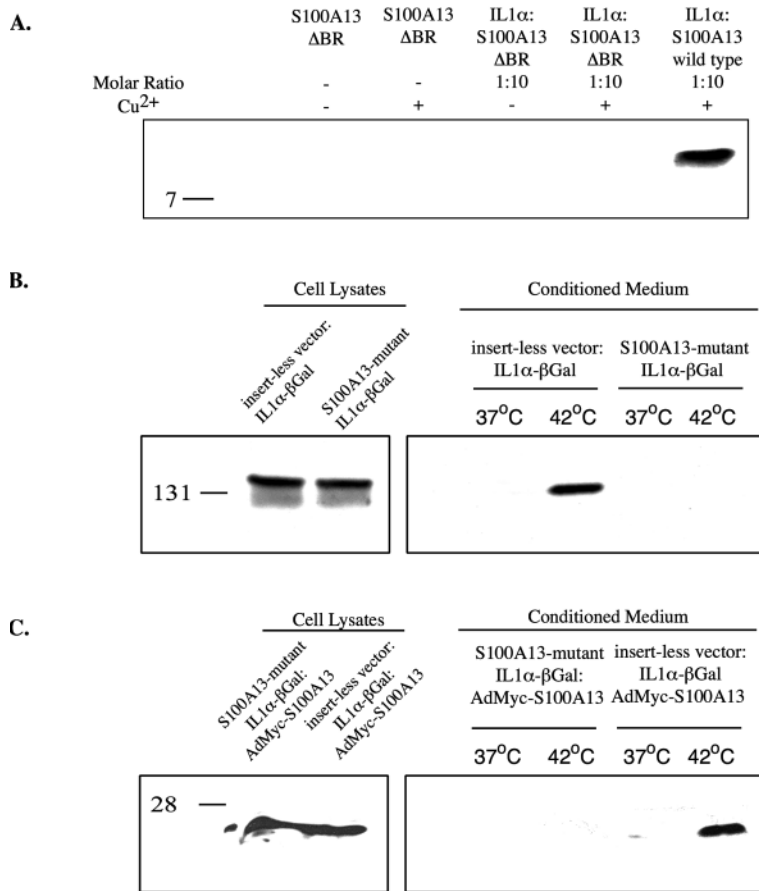 A.
S100A13 S100A13 IL1α: IL1α: IL1α:
ΔBR ΔBR S100A13 S100A13 S100A13
ΔBR ΔBR wild type
Molar Ratio - - 1:10 1:10 1:10
Cu2+ - + - + +
7
B.
Cell Lysates
insert-less vector:
IL1α-βGal
S100A13-mutant
IL1α-βGal
Conditioned Medium
insert-less vector:
IL1α-βGal
S100A13-mutant
IL1α-βGal
37°C 42°C 37°C 42°C
131
C.
Cell Lysates
S100A13-mutant
IL1α-βGal:
AdMyc-S100A13
insert-less vector:
IL1α-βGal:
AdMyc-S100A13
Conditioned Medium
S100A13-mutant
IL1α-βGal:
AdMyc-S100A13
insert-less vector:
IL1α-βGal
AdMyc-S100A13
37°C 42°C 37°C 42°C
28